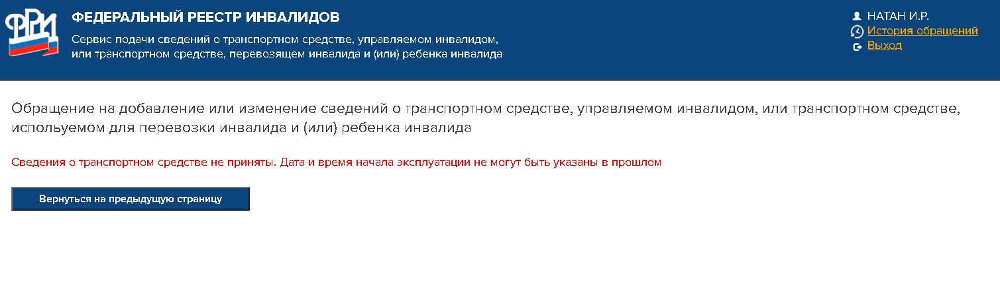 ФРИ
ФЕДЕРАЛЬНЫЙ РЕЕСТР ИНВАЛИДОВ
Сервис подачи сведений о транспортном средстве, управляемом инвалидом,
или транспортном средстве, перевозящем инвалида и (или) ребенка инвалида
НАТАН И.Р.
История обращений
Выход
Обращение на добавление или изменение сведений о транспортном средстве, управляемом инвалидом, или транспортном средстве,
испольуемом для перевозки инвалида и (или) ребенка инвалида
Сведения о транспортном средстве не приняты. Дата и время начала эксплуатации не могут быть указаны в прошлом
Вернуться на предыдущую страницу